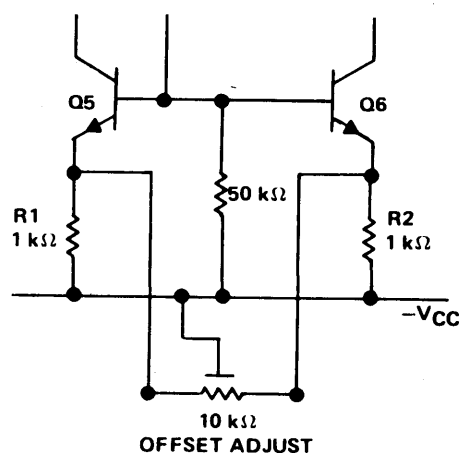 Q5
Q6
50 kΩ
R1
1 kΩ
R2
1 kΩ
−VCC
10 kΩ
OFFSET ADJUST